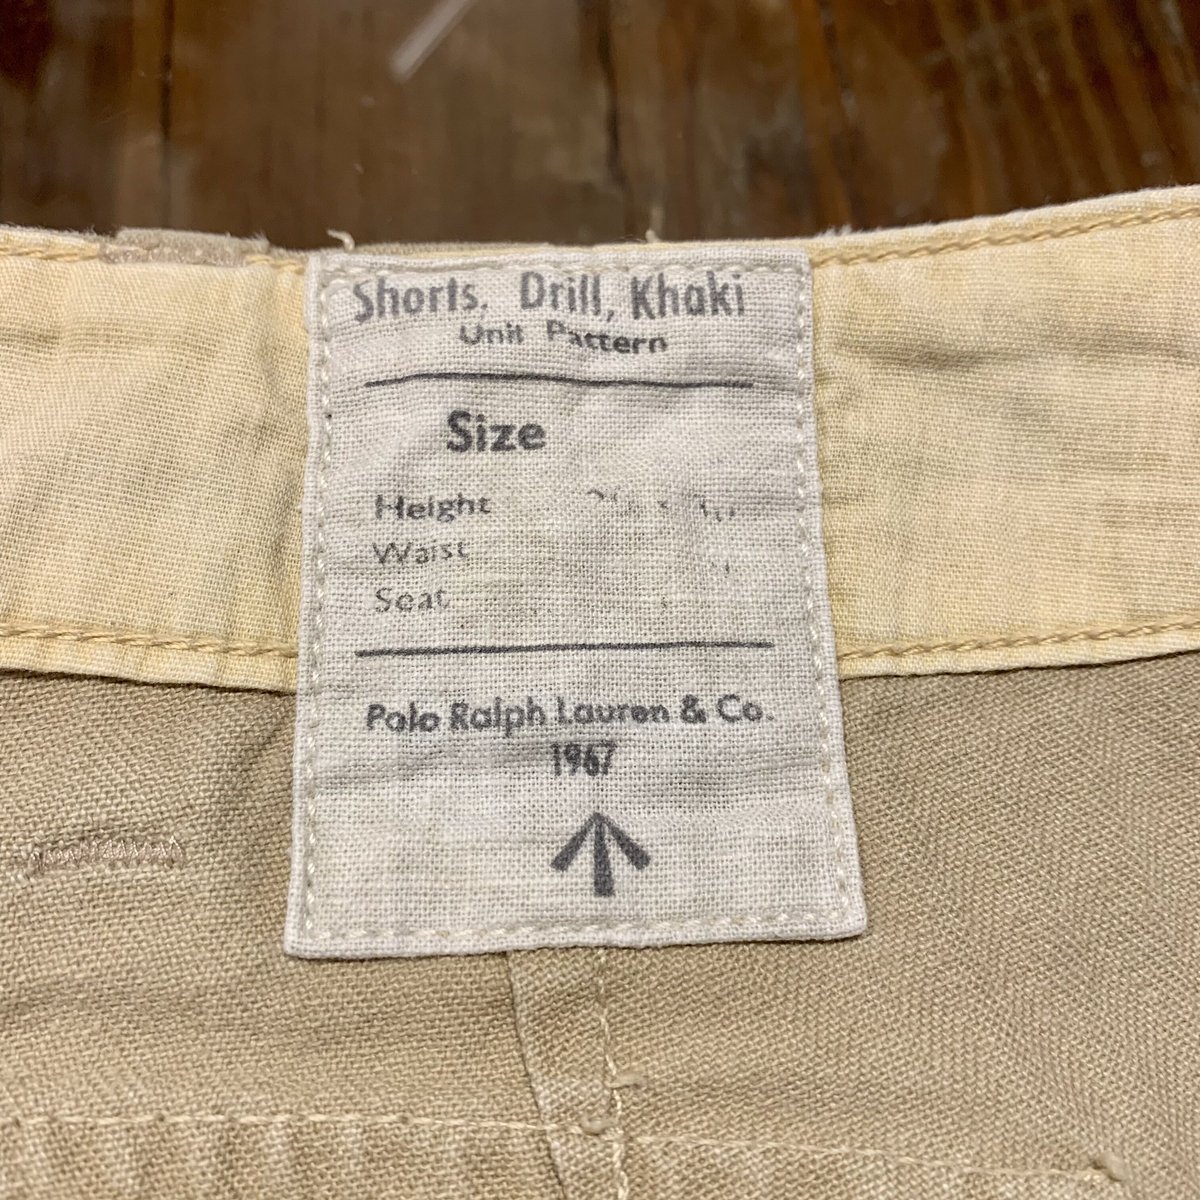 Shorts. Drill, Khaki
Unit Pattern
Size
Height
Waist
Seat
Polo Ralph Lauren & Co.
1967